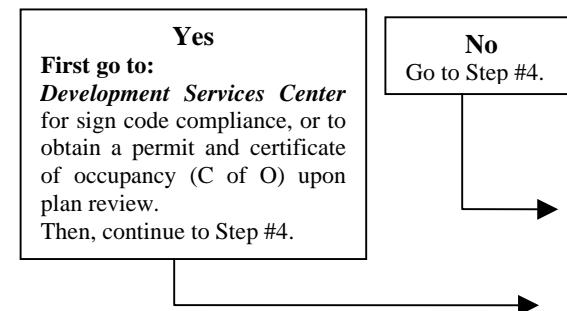 Yes
First go to:
Development Services Center
for sign code compliance, or to
obtain a permit and certificate
of occupancy (C of O) upon
plan review.
Then, continue to Step #4.
No
Go to Step #4.